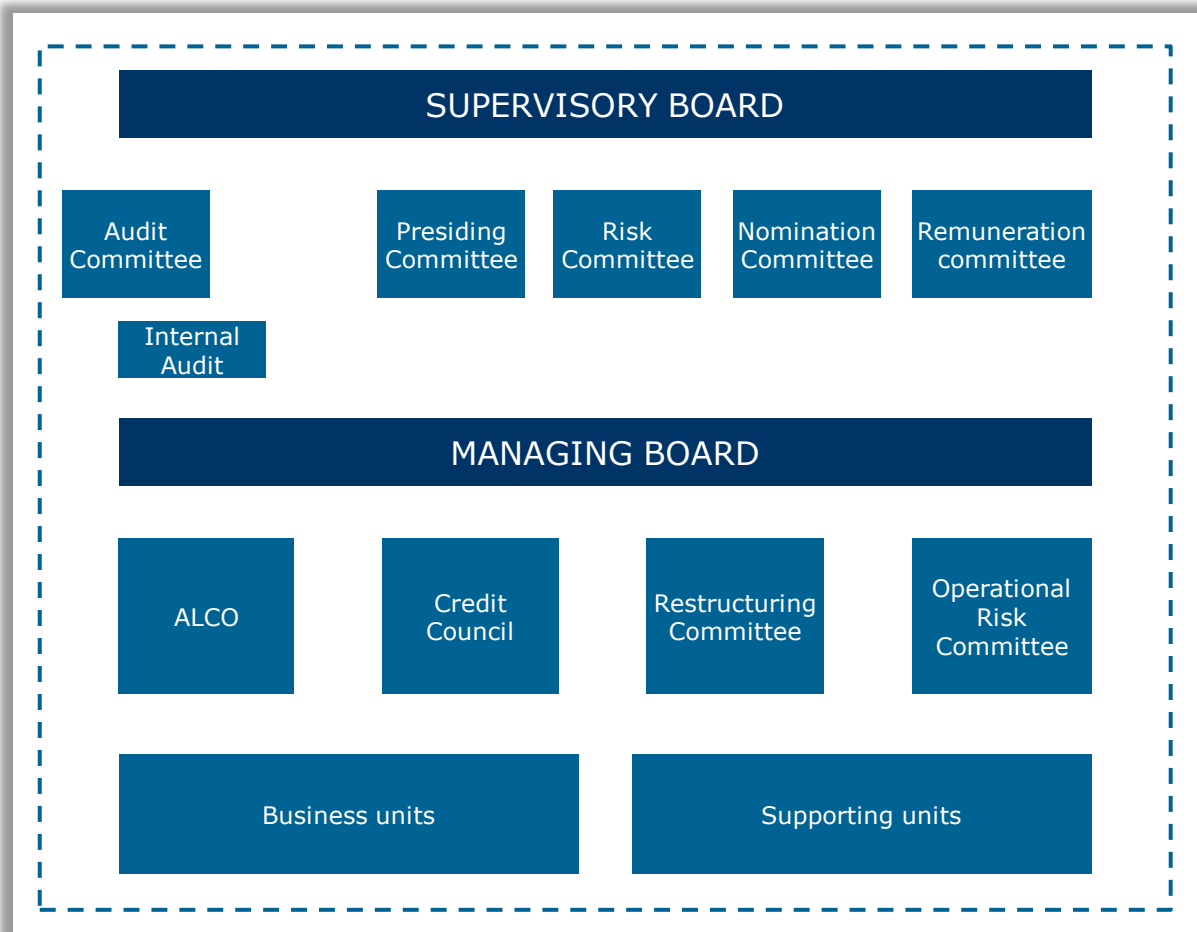 SUPERVISORY BOARD
Audit
Committee
Presiding
Committee
Risk
Committee
Nomination
Committee
Remuneration
committee
Internal
Audit
MANAGING BOARD
ALCO
Credit
Council
Restructuring
Committee
Operational
Risk
Committee
Business units
Supporting units